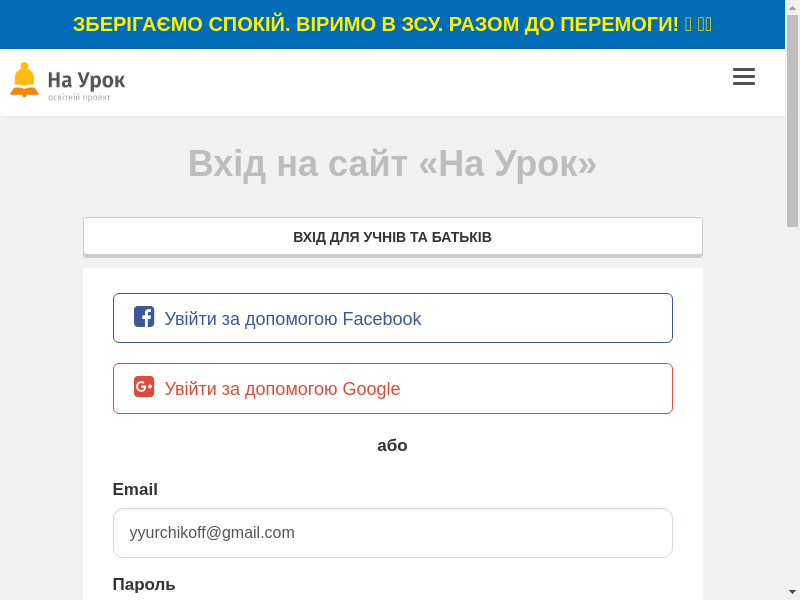 ЗБЕРІГАЄМО СПОКІЙ. ВІРИМО В ЗСУ. РАЗОМ ДО ПЕРЕМОГИ!
На Урок
освітній проект
Вхід на сайт «На Урок»
ВХІД ДЛЯ УЧНІВ ТА БАТЬКІВ
Увійти за допомогою Facebook
Увійти за допомогою Google
або
Email
yyurchikoff@gmail.com
Пароль